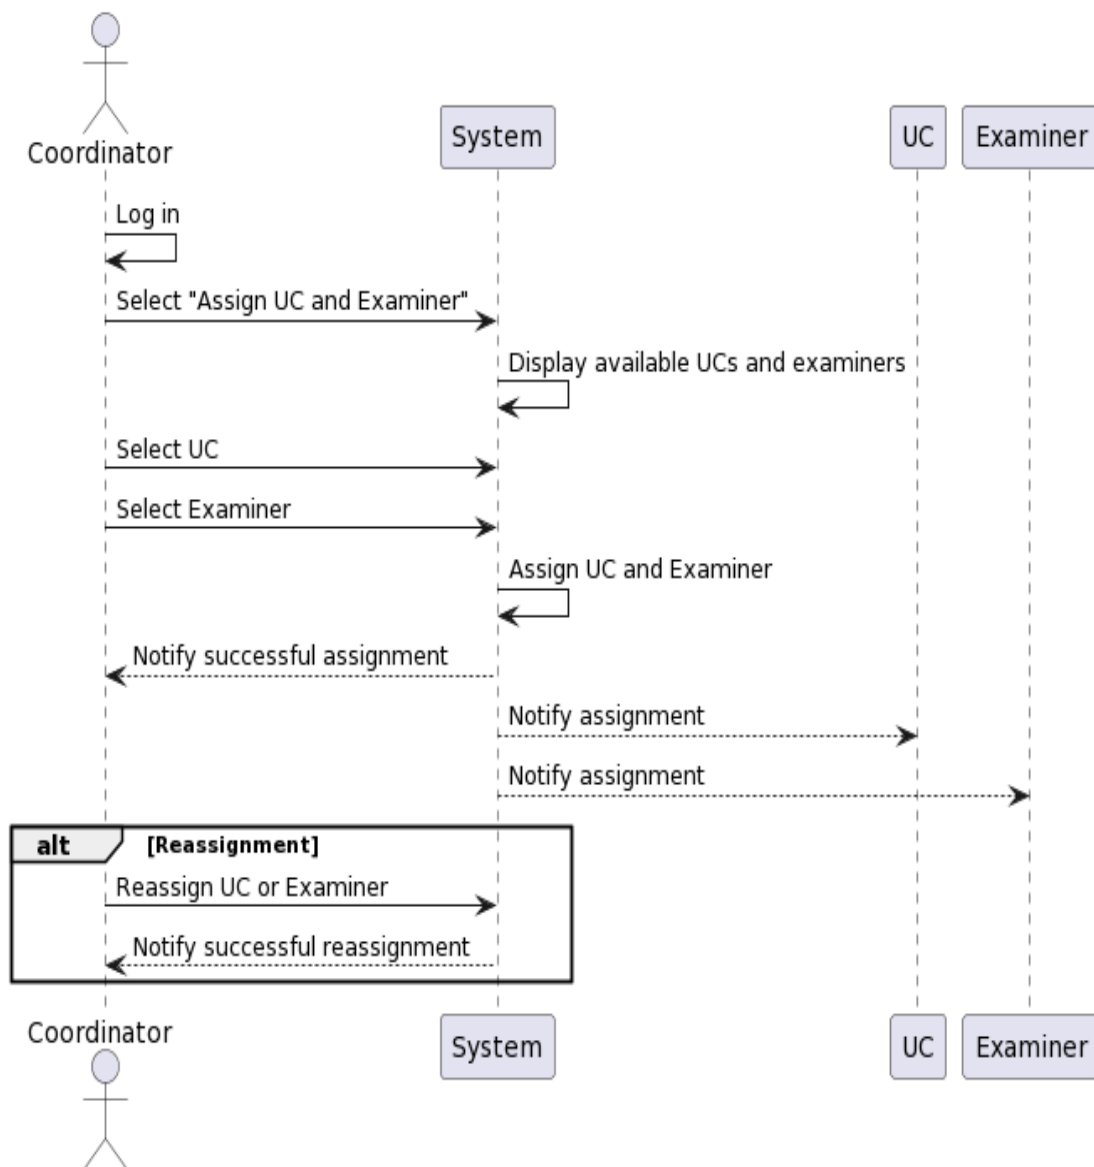 Coordinator
System
UC
Examiner
Log in
Select "Assign UC and Examiner"
Display available UCs and examiners
Select UC
Select Examiner
Assign UC and Examiner
Notify successful assignment
Notify assignment
Notify assignment
alt
[Reassignment]
Reassign UC or Examiner
Notify successful reassignment
Coordinator
System
UC
Examiner